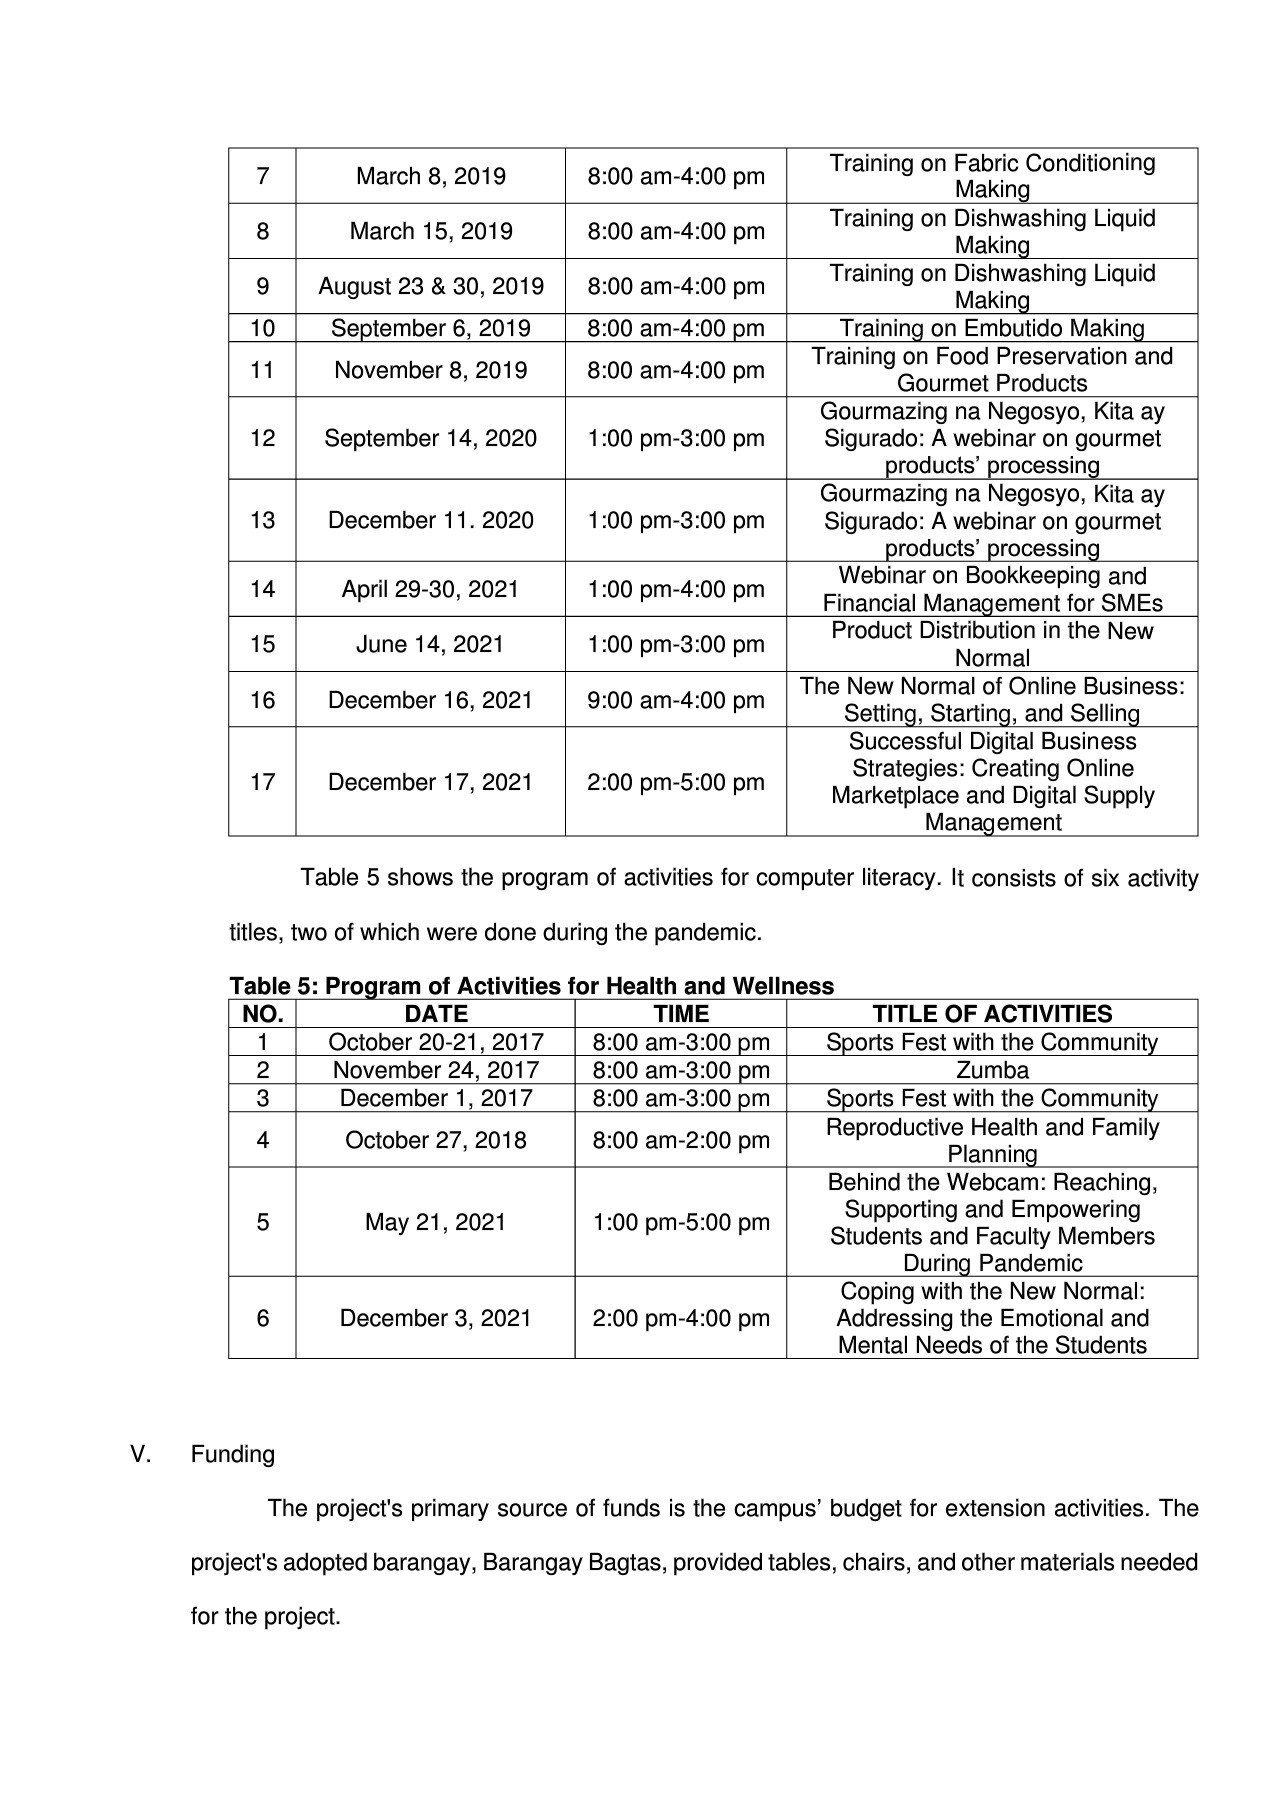 7 March 8, 2019 8:00 am-4:00 pm Training on Fabric Conditioning
Making
8 March 15, 2019 8:00 am-4:00 pm Training on Dishwashing Liquid
Making
9 August 23 & 30, 2019 8:00 am-4:00 pm Training on Dishwashing Liquid
Making
10 September 6, 2019 8:00 am-4:00 pm Training on Embutido Making
11 November 8, 2019 8:00 am-4:00 pm Training on Food Preservation and
Gourmet Products
12 September 14, 2020 1:00 pm-3:00 pm Gourmazing na Negosyo, Kita ay
Sigurado: A webinar on gourmet
products’ processing
13 December 11. 2020 1:00 pm-3:00 pm Gourmazing na Negosyo, Kita ay
Sigurado: A webinar on gourmet
products’ processing
14 April 29-30, 2021 1:00 pm-4:00 pm Webinar on Bookkeeping and
Financial Management for SMEs
15 June 14, 2021 1:00 pm-3:00 pm Product Distribution in the New
Normal
16 December 16, 2021 9:00 am-4:00 pm The New Normal of Online Business:
Setting, Starting, and Selling
17 December 17, 2021 2:00 pm-5:00 pm Successful Digital Business
Strategies: Creating Online
Marketplace and Digital Supply
Management
Table 5 shows the program of activities for computer literacy. It consists of six activity
titles, two of which were done during the pandemic.
Table 5: Program of Activities for Health and Wellness
NO. DATE TIME TITLE OF ACTIVITIES
1 October 20-21, 2017 8:00 am-3:00 pm Sports Fest with the Community
2 November 24, 2017 8:00 am-3:00 pm Zumba
3 December 1, 2017 8:00 am-3:00 pm Sports Fest with the Community
4 October 27, 2018 8:00 am-2:00 pm Reproductive Health and Family
Planning
5 May 21, 2021 1:00 pm-5:00 pm Behind the Webcam: Reaching,
Supporting and Empowering
Students and Faculty Members
During Pandemic
6 December 3, 2021 2:00 pm-4:00 pm Coping with the New Normal:
Addressing the Emotional and
Mental Needs of the Students
V. Funding
The project's primary source of funds is the campus’ budget for extension activities. The
project's adopted barangay, Barangay Bagtas, provided tables, chairs, and other materials needed
for the project.